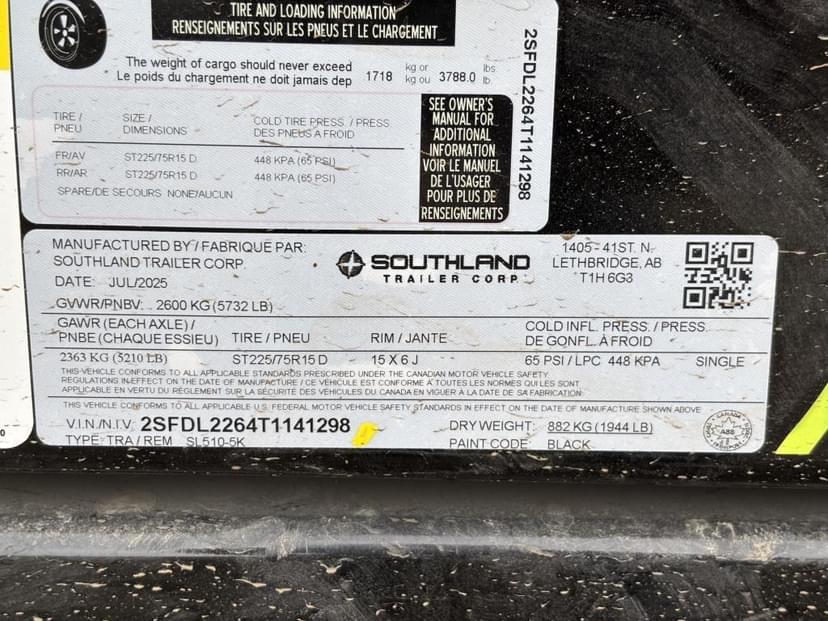 TIRE AND LOADING INFORMATION
RENSEIGNEMENTS SUR LES PNEUS ET LE CHARGEMENT
The weight of cargo should never exceed
Le poids du chargement ne doit jamais dep
1718 kg or 3788.0 lbs
kg ou lb
TIRE / SIZE / COLD TIRE PRESS. / PRESS.
PNEU DIMENSIONS DES PNEUS A FROID
FR/AV ST225/75R15 D 448 KPA (65 PSI)
RR/AR ST225/75R15 D 448 KPA (65 PSI)
SPARE/DE SECOURS NONE/AUCUN
SEE OWNER'S
MANUAL FOR
ADDITIONAL
INFORMATION
VOIR LE MANUEL
DE L'USAGER
POUR PLUS DE
RENSEIGNEMENTS
2SFDL2264T1141298
MANUFACTURED BY / FABRIQUE PAR:
SOUTHLAND TRAILER CORP.
DATE: JUL/2025
GVWR/PNBV: 2600 KG (5732 LB)
SOUTHLAND
TRAILER CORP.
1405 - 41ST. N.
LETHBRIDGE, AB
T1H 6G3
GAWR (EACH AXLE) / COLD INFL. PRESS. / PRESS.
PNBE (CHAQUE ESSIEU) TIRE / PNEU RIM / JANTE DE GONFL. À FROID
2363 KG (5210 LB) ST225/75R15 D 15 X 6 J 65 PSI / LPC 448 KPA SINGLE
THIS VEHICLE CONFORMS TO ALL APPLICABLE STANDARDS PRESCRIBED UNDER THE CANADIAN MOTOR VEHICLE SAFETY
REGULATIONS IN EFFECT ON THE DATE OF MANUFACTURE / CE VÉHICULE EST CONFORME A TOUTES LES NORMES QUI LES SONT
APPLICABLE EN VERTU DU RÈGLEMENT SUR LA SÉCURITÉ DES VÉHICULES DU CANADA EN VIGUER A LA DATE DE SA FABRICATION
THIS VEHICLE CONFORMS TO ALL APPLICABLE U.S. FEDERAL MOTOR VEHICLE SAFETY STANDARDS IN EFFECT ON THE DATE OF MANUFACTURE SHOWN ABOVE
V.I.N./N.I.V. 2SFDL2264T1141298 DRY WEIGHT: 882 KG (1944 LB)
TYPE: TRA / REM SL510-5K PAINT CODE: BLACK